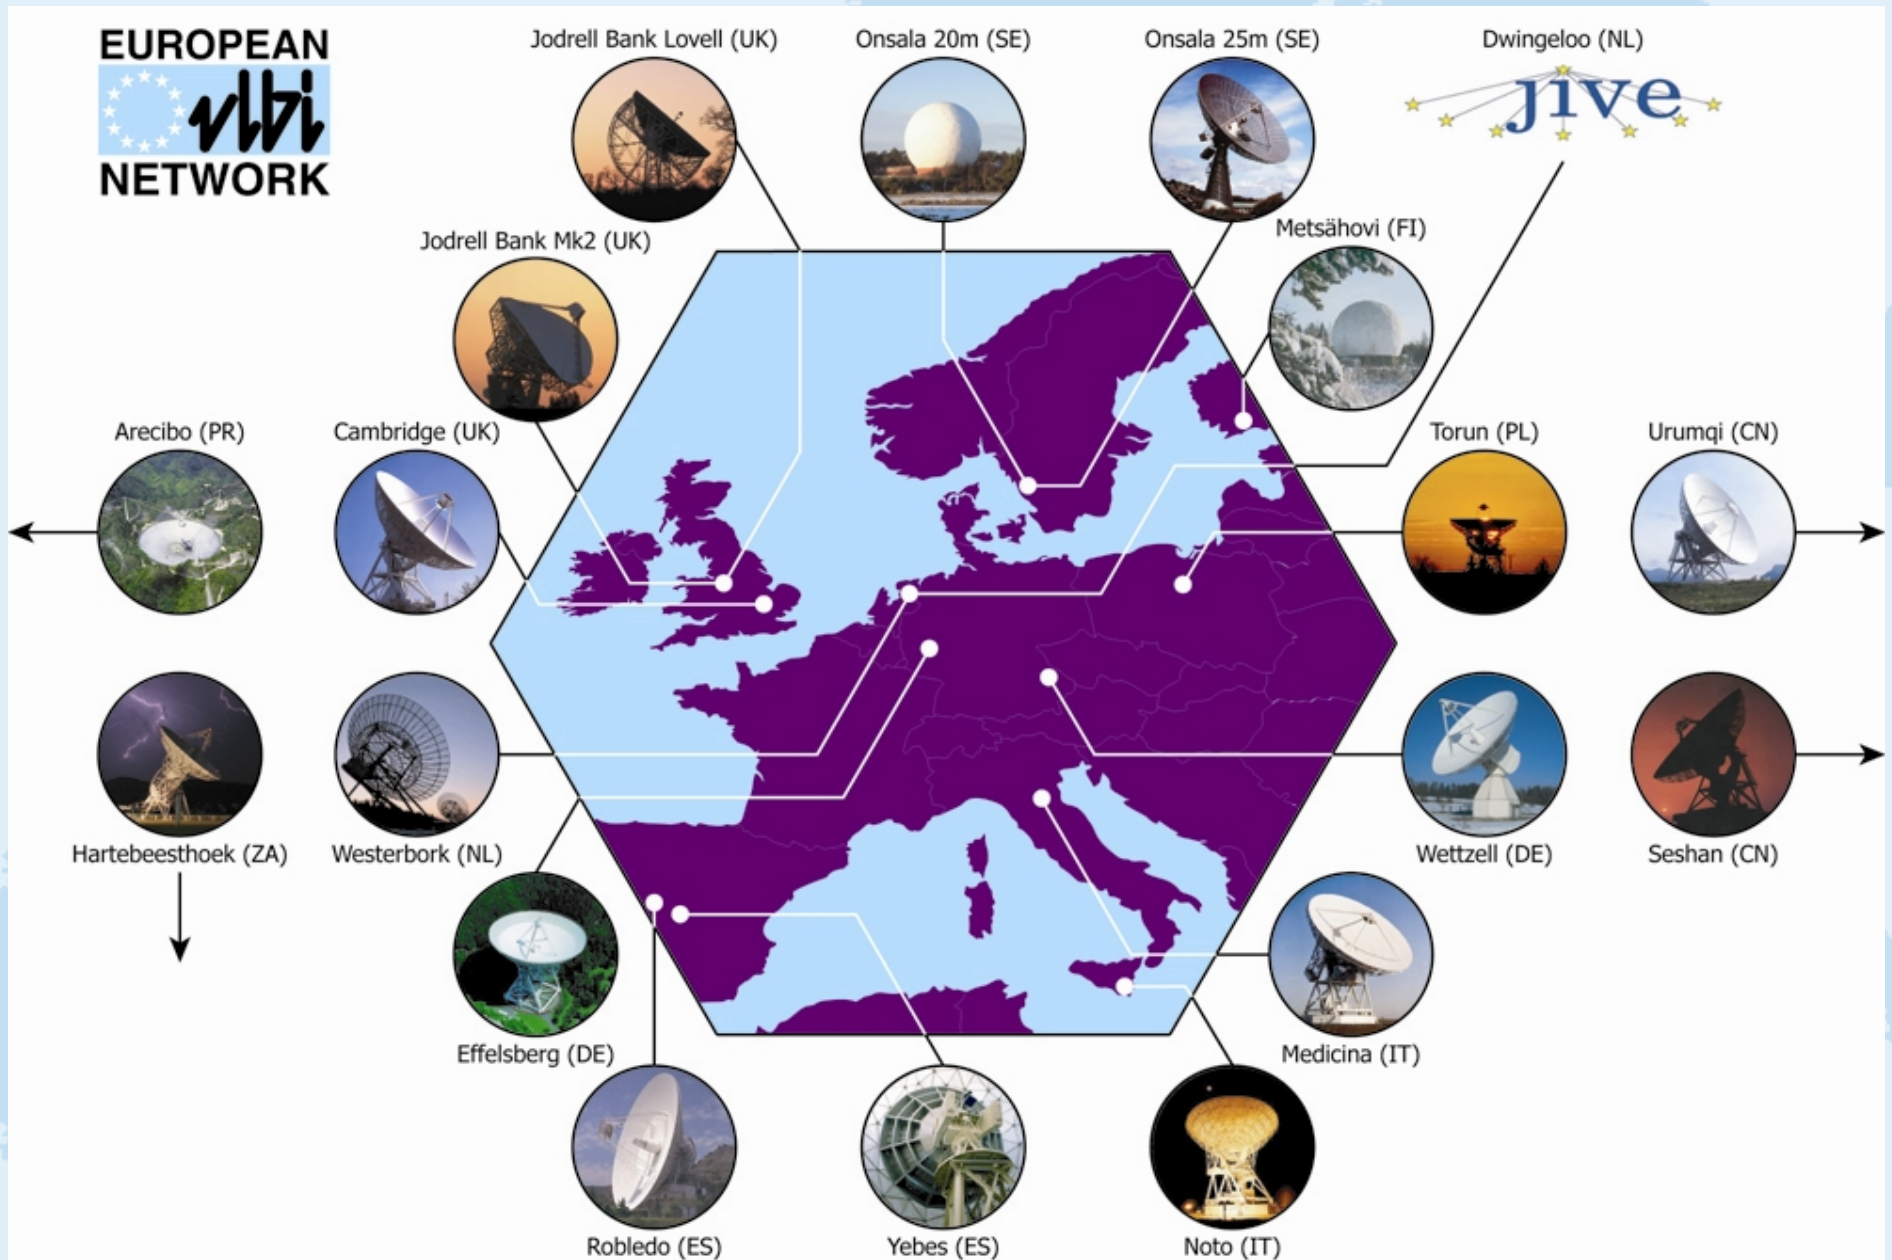 EUROPEAN
vlbi
NETWORK
Jodrell Bank Lovell (UK)
Onsala 20m (SE)
Onsala 25m (SE)
Dwingeloo (NL)
jive
Jodrell Bank Mk2 (UK)
Metsähovi (FI)
Arecibo (PR)
Cambridge (UK)
Torun (PL)
Urumqi (CN)
Hartebeesthoek (ZA)
Westerbork (NL)
Wettzell (DE)
Seshan (CN)
Effelsberg (DE)
Medicina (IT)
Robledo (ES)
Yebes (ES)
Noto (IT)